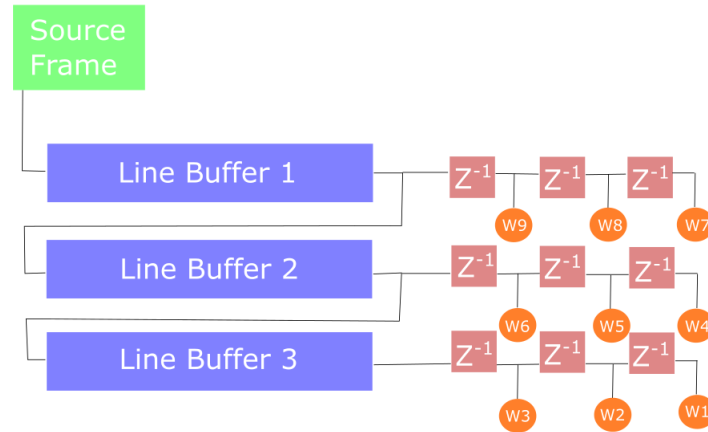 Source
Frame
Line Buffer 1
Z⁻¹ Z⁻¹ Z⁻¹
W9 W8 W7
Line Buffer 2
Z⁻¹ Z⁻¹ Z⁻¹
W6 W5 W4
Line Buffer 3
Z⁻¹ Z⁻¹ Z⁻¹
W3 W2 W1